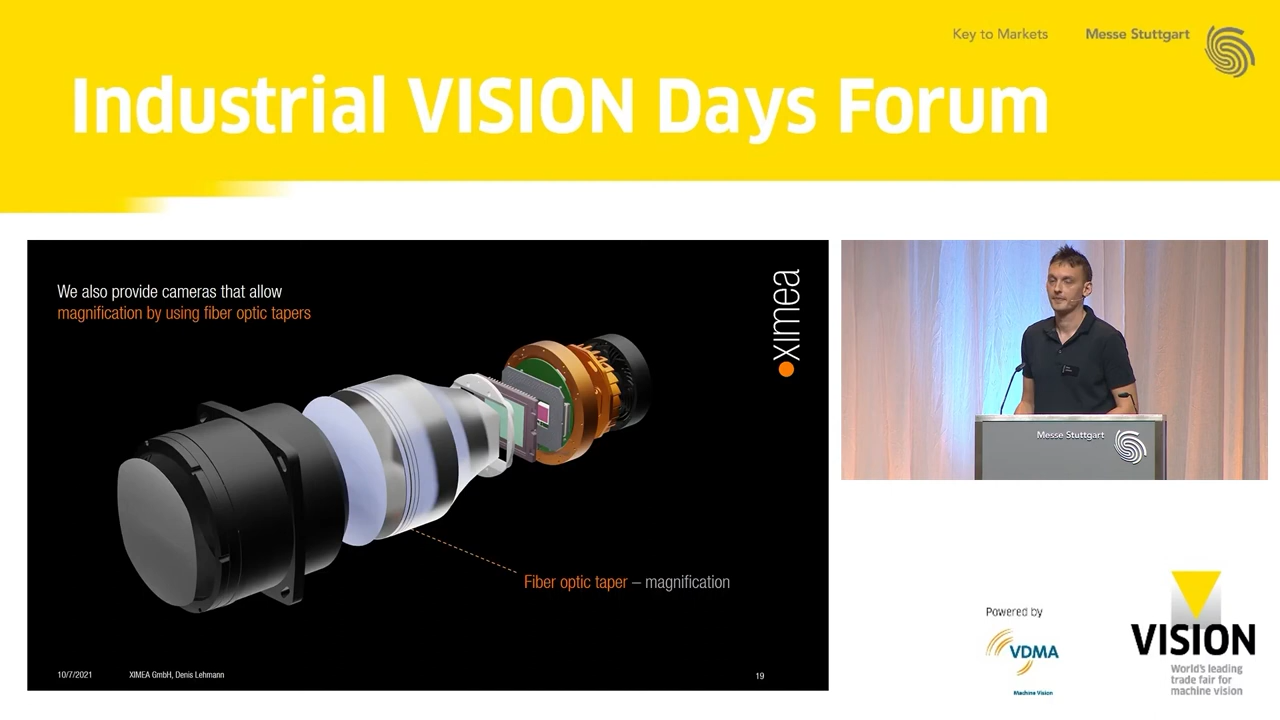 Key to Markets
Messe Stuttgart
Industrial VISION Days Forum
We also provide cameras that allow
magnification by using fiber optic tapers
ximea
Fiber optic taper – magnification
10/7/2021
XIMEA GmbH, Denis Lehmann
19
Messe Stuttgart
Powered by
VDMA
Machine Vision
VISION
World's leading
trade fair for
machine vision